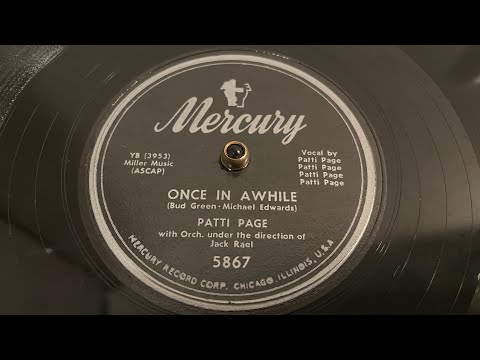 Mercury
YB (3953)
Miller Music
(ASCAP)
Vocal by
Patti Page
Patti Page
Patti Page
Patti Page
ONCE IN AWHILE
(Bud Green-Michael Edwards)
PATTI PAGE
with Orch. under the direction of
Jack Rael
5867
MERCURY RECORD CORP. CHICAGO, ILLINOIS, U.S.A